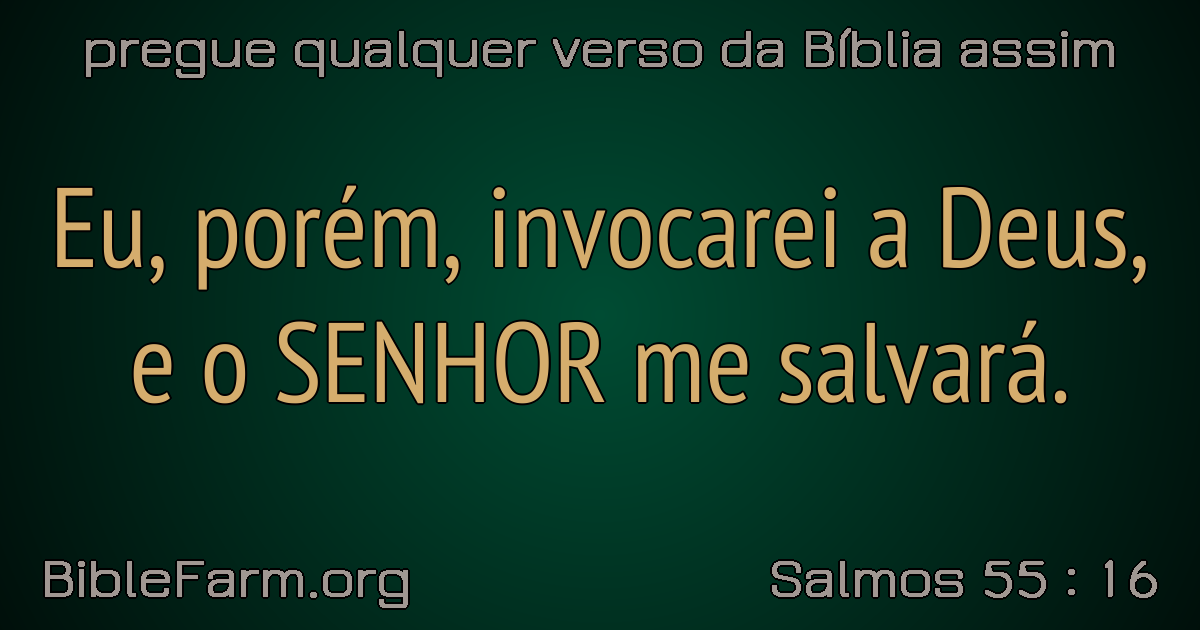 pregue qualquer verso da Bíblia assim
Eu, porém, invocarei a Deus,
e o SENHOR me salvará.
BibleFarm.org
Salmos 55 : 16